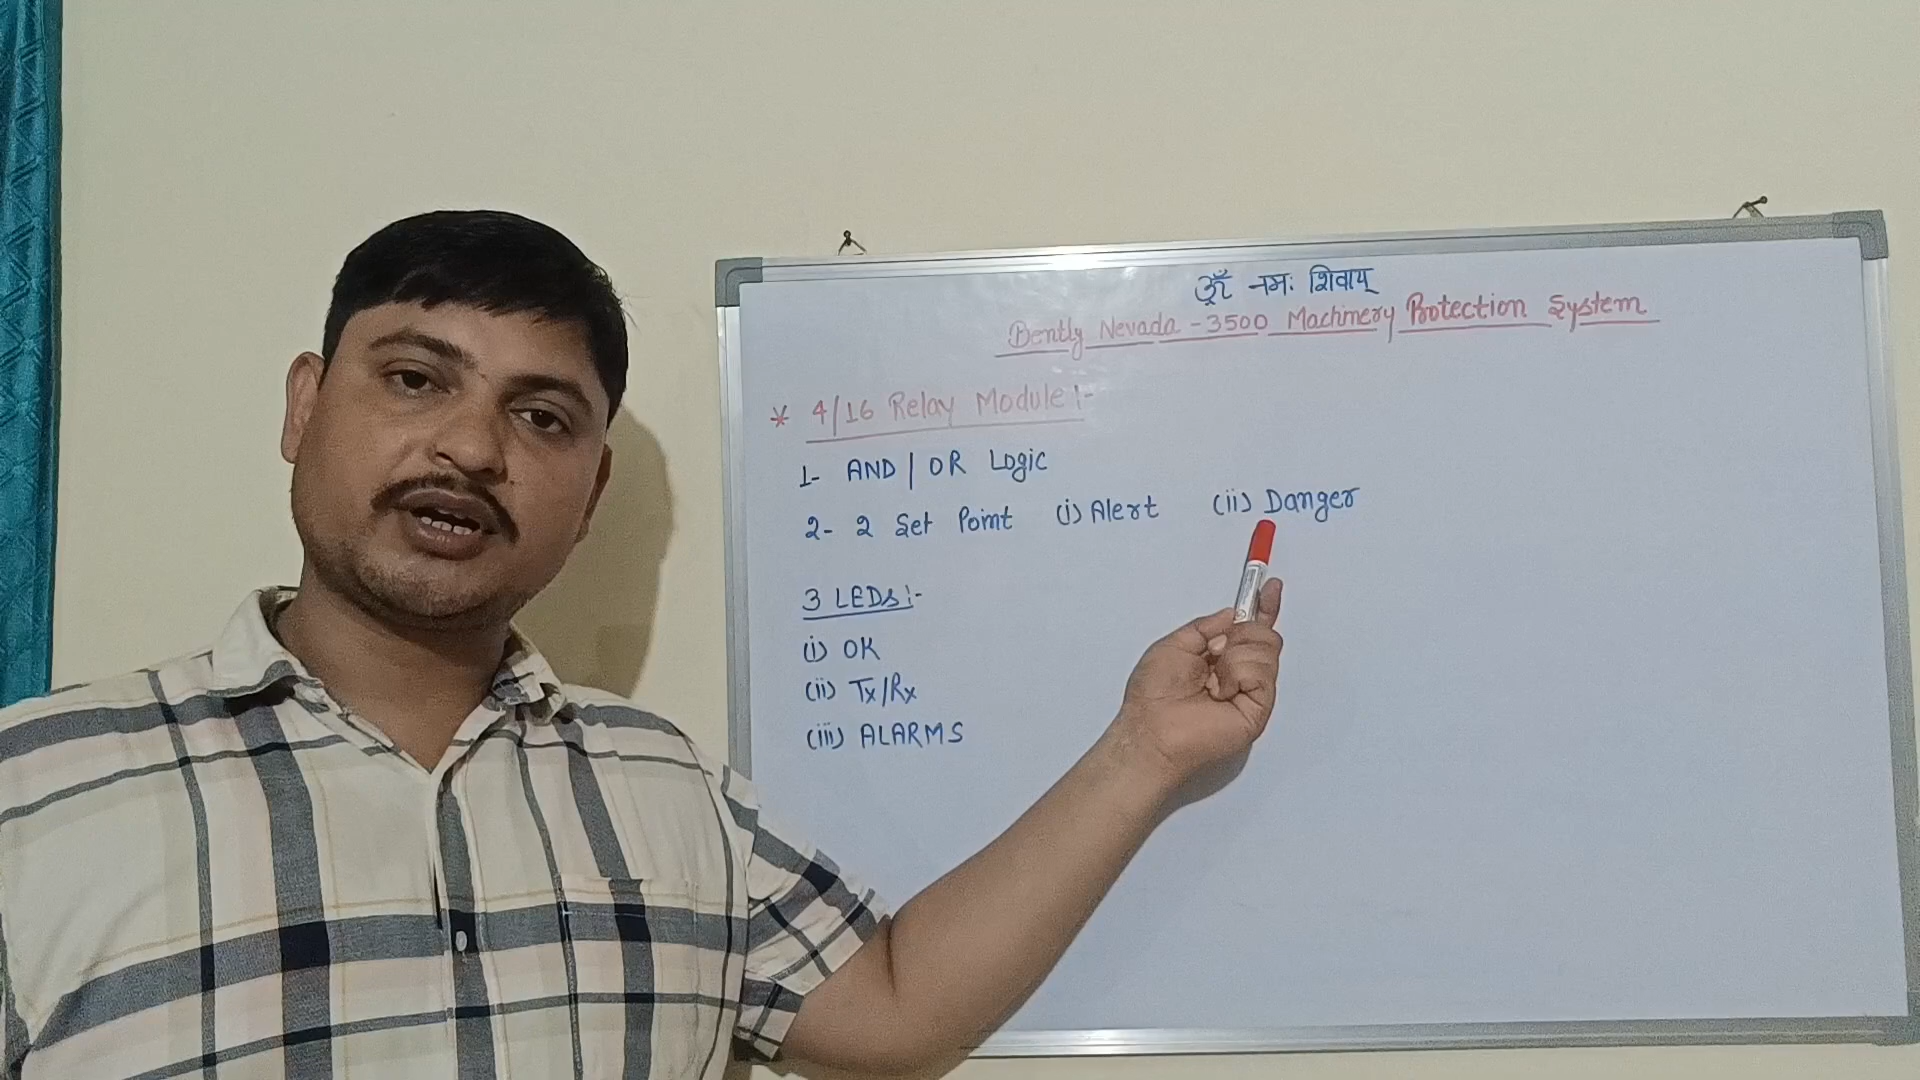 ॐ नमः शिवाय्
Bently Nevada - 3500 Machinery Protection System
* 4/16 Relay Module :-
1- AND / OR Logic
2- 2 Set Point (i) Alert (ii) Danger
3 LEDs :-
(i) OK
(ii) Tx/Rx
(iii) ALARMS